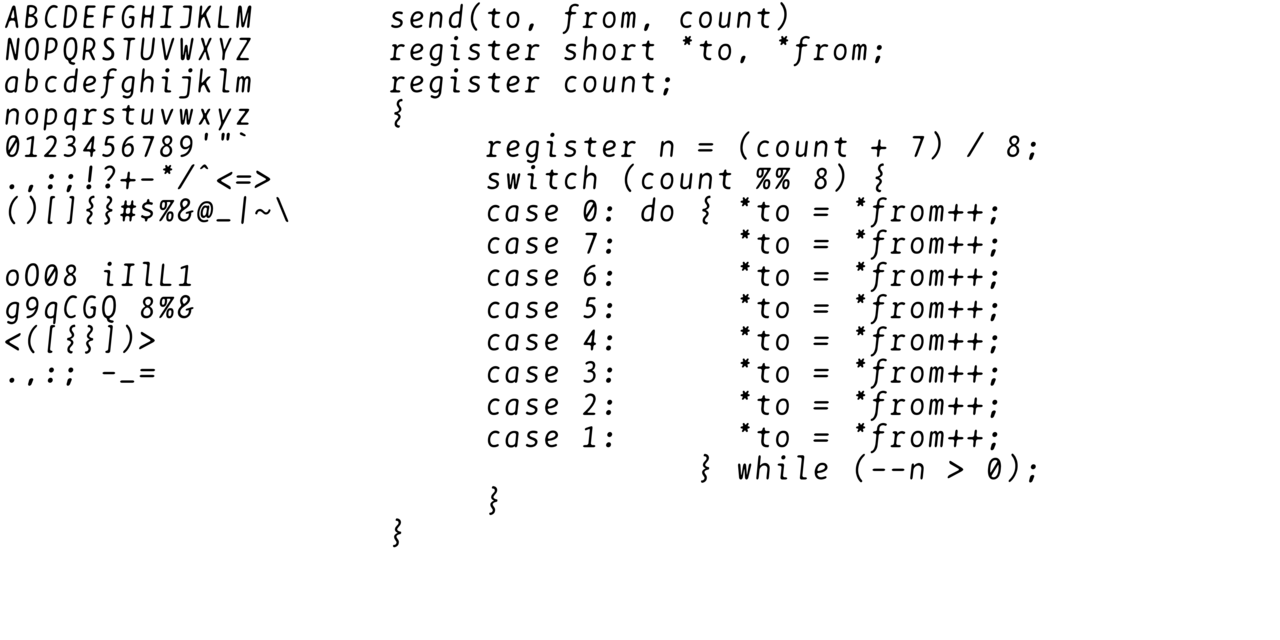 ABCDEFGHIJKLM
NOPQRSTUVWXYZ
abcdefghijklm
nopqrstuvwxyz
0123456789'"`
.,:;!?+-*/^<=>
()[]{}#$%&@_|~\
oO08 iIlL1
g9qCGQ 8%&
<([{}])>
.,:; -_=
send(to, from, count)
register short *to, *from;
register count;
{
     register n = (count + 7) / 8;
     switch (count %% 8) {
     case 0: do { *to = *from++;
     case 7:      *to = *from++;
     case 6:      *to = *from++;
     case 5:      *to = *from++;
     case 4:      *to = *from++;
     case 3:      *to = *from++;
     case 2:      *to = *from++;
     case 1:      *to = *from++;
                } while (--n > 0);
     }
}